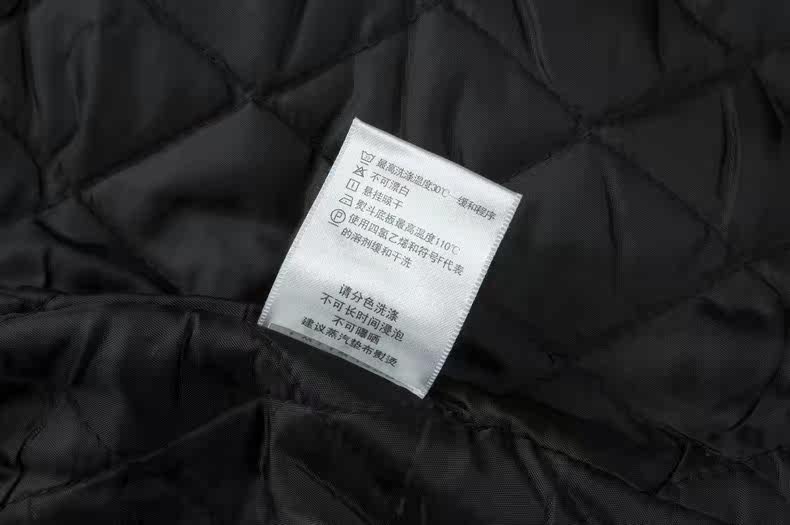 最高洗涤温度30℃—缓和程序
不可漂白
悬挂晾干
熨斗底板最高温度110℃
使用四氯乙烯和符号F代表
的溶剂缓和干洗
请分色洗涤
不可长时间浸泡
不可曝晒
建议蒸汽垫布熨烫